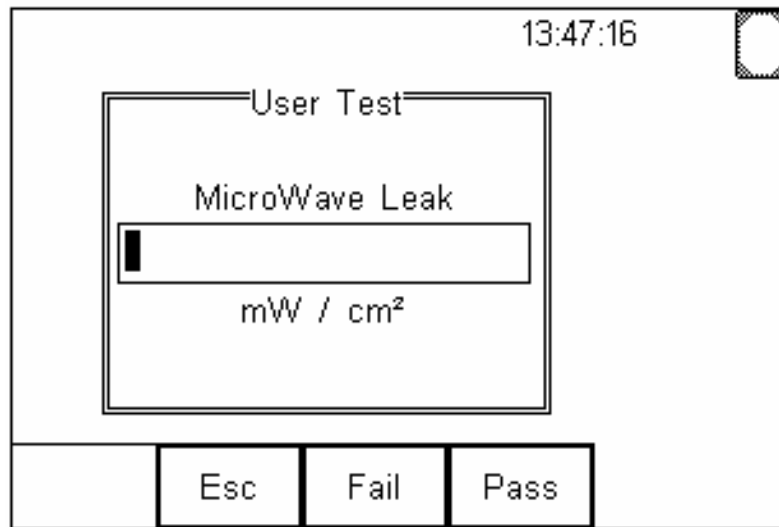 13:47:16
User Test
MicroWave Leak
mW / cm²
Esc Fail Pass